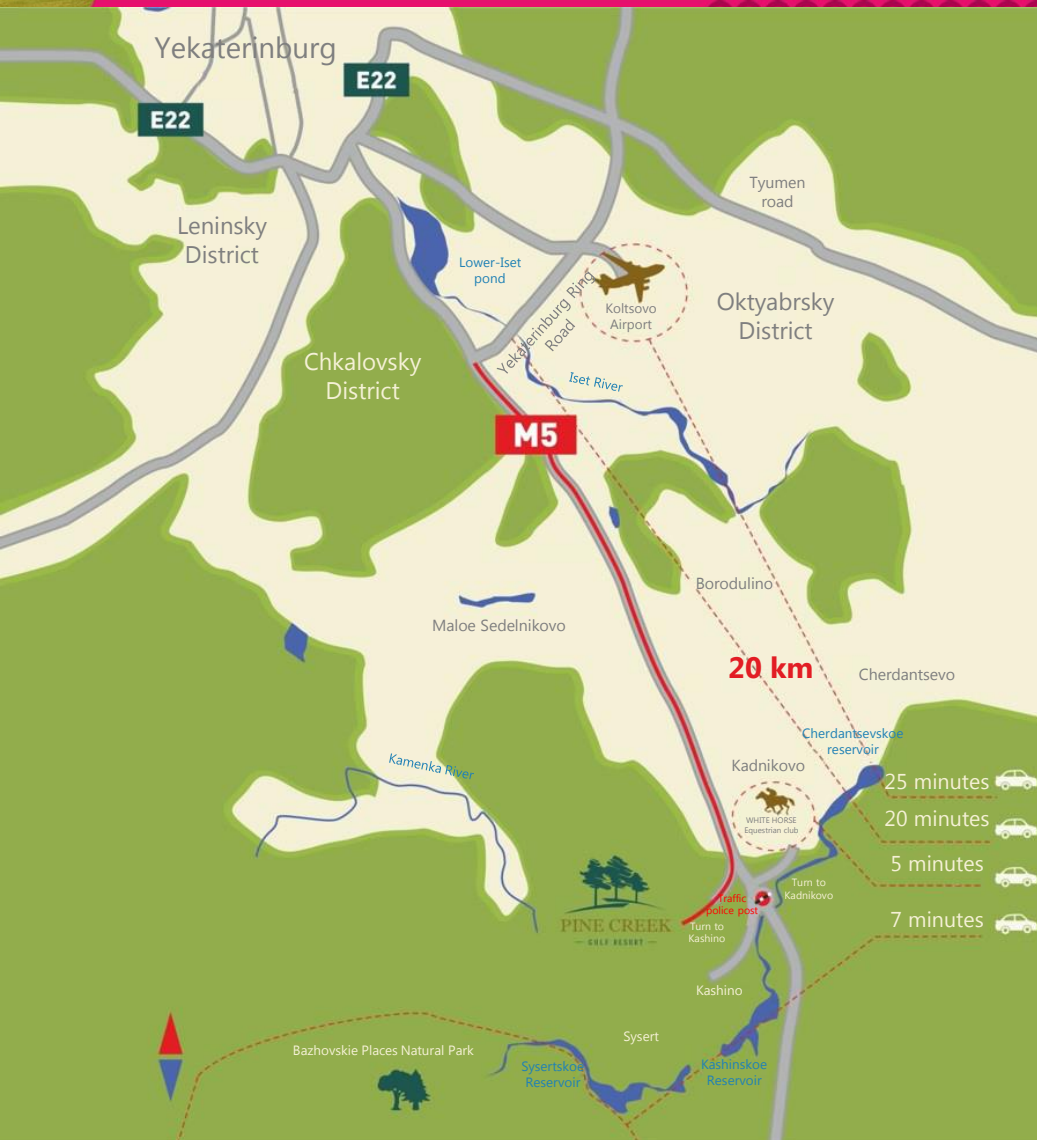 Yekaterinburg
E22
E22
Tyumen
road
Leninsky
District
Lower-Iset
pond
Koltsovo
Airport
Oktyabrsky
District
Yekaterinburg Ring
Road
Chkalovsky
District
Iset River
M5
Borodulino
Maloe Sedelnikovo
20 km
Cherdantsevo
Cherdantsevskoe
reservoir
Kamenka River
Kadnikovo
25 minutes
WHITE HORSE
Equestrian club
20 minutes
5 minutes
Turn to
Kadnikovo
Traffic
police post
PINE CREEK
GOLF RESORT
Turn to
Kashino
7 minutes
Kashino
Sysert
Bazhovskie Places Natural Park
Sysertskoe
Reservoir
Kashinskoe
Reservoir